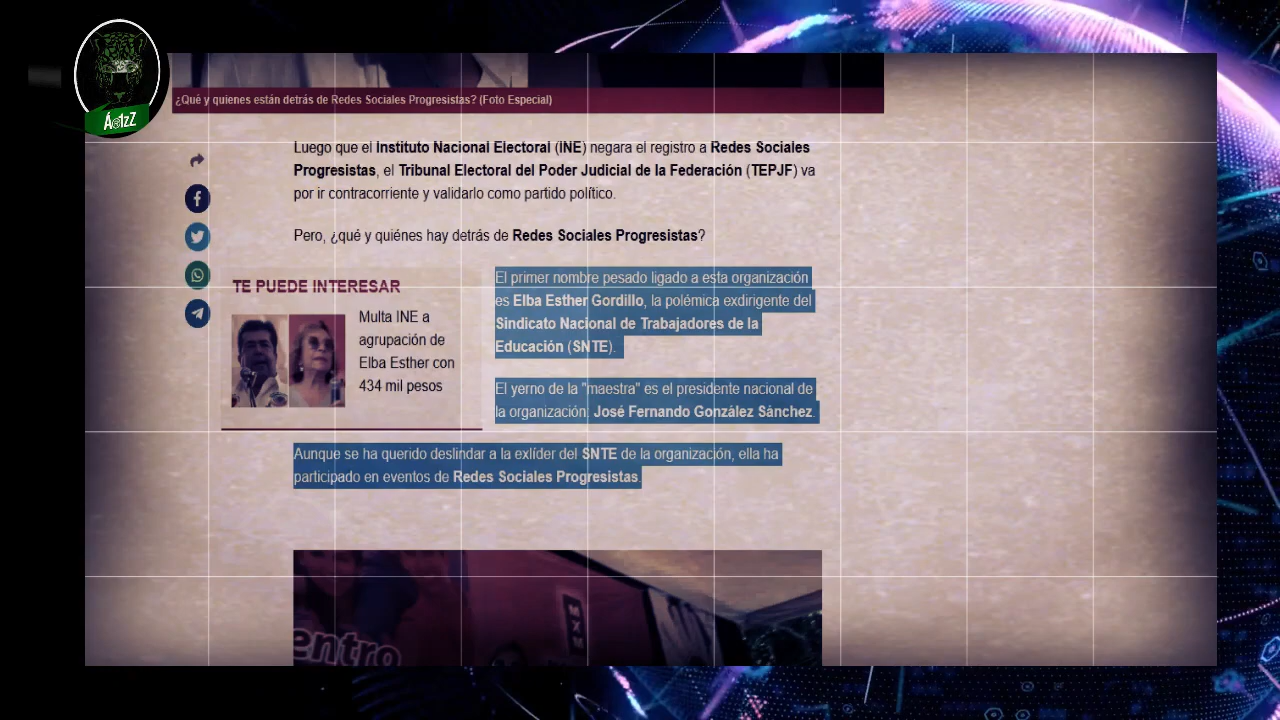 Áo1zZ
¿Qué y quienes están detrás de Redes Sociales Progresistas? (Foto Especial)
Luego que el Instituto Nacional Electoral (INE) negara el registro a Redes Sociales
Progresistas, el Tribunal Electoral del Poder Judicial de la Federación (TEPJF) va
por ir contracorriente y validarlo como partido político.
Pero, ¿qué y quiénes hay detrás de Redes Sociales Progresistas?
TE PUEDE INTERESAR
Multa INE a
agrupación de
Elba Esther con
434 mil pesos
El primer nombre pesado ligado a esta organización
es Elba Esther Gordillo, la polémica exdirigente del
Sindicato Nacional de Trabajadores de la
Educación (SNTE).
El yerno de la "maestra" es el presidente nacional de
la organización: José Fernando González Sánchez.
Aunque se ha querido deslindar a la exlíder del SNTE de la organización, ella ha
participado en eventos de Redes Sociales Progresistas.
MXM
entro